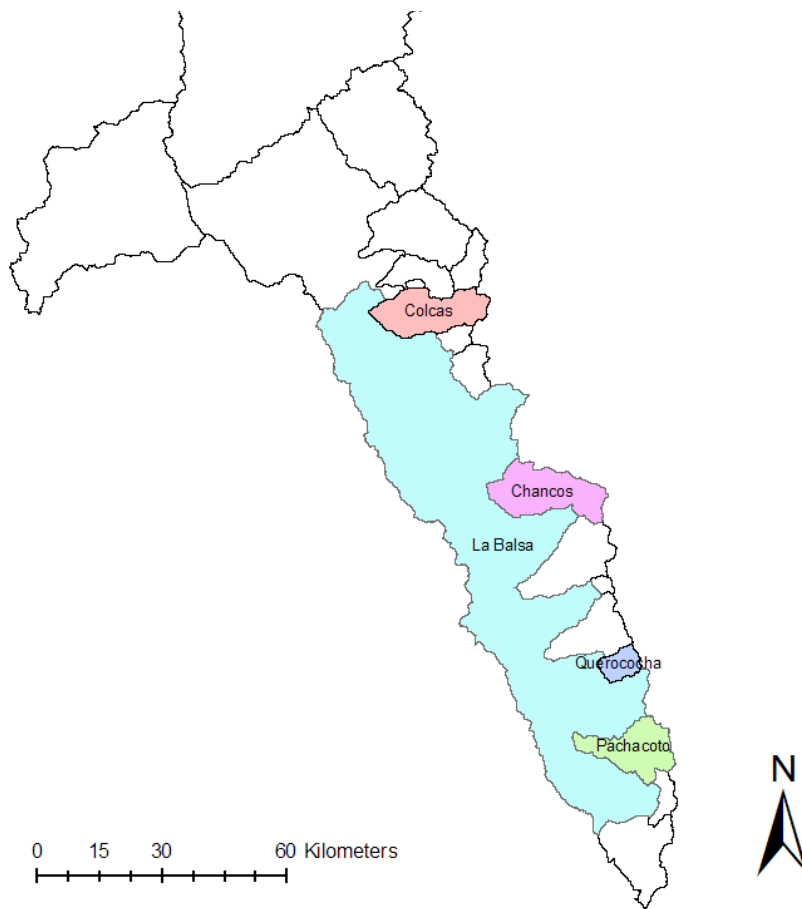 Colcas
Chancos
La Balsa
Querococha
Pachacoto
N
0 15 30 60 Kilometers